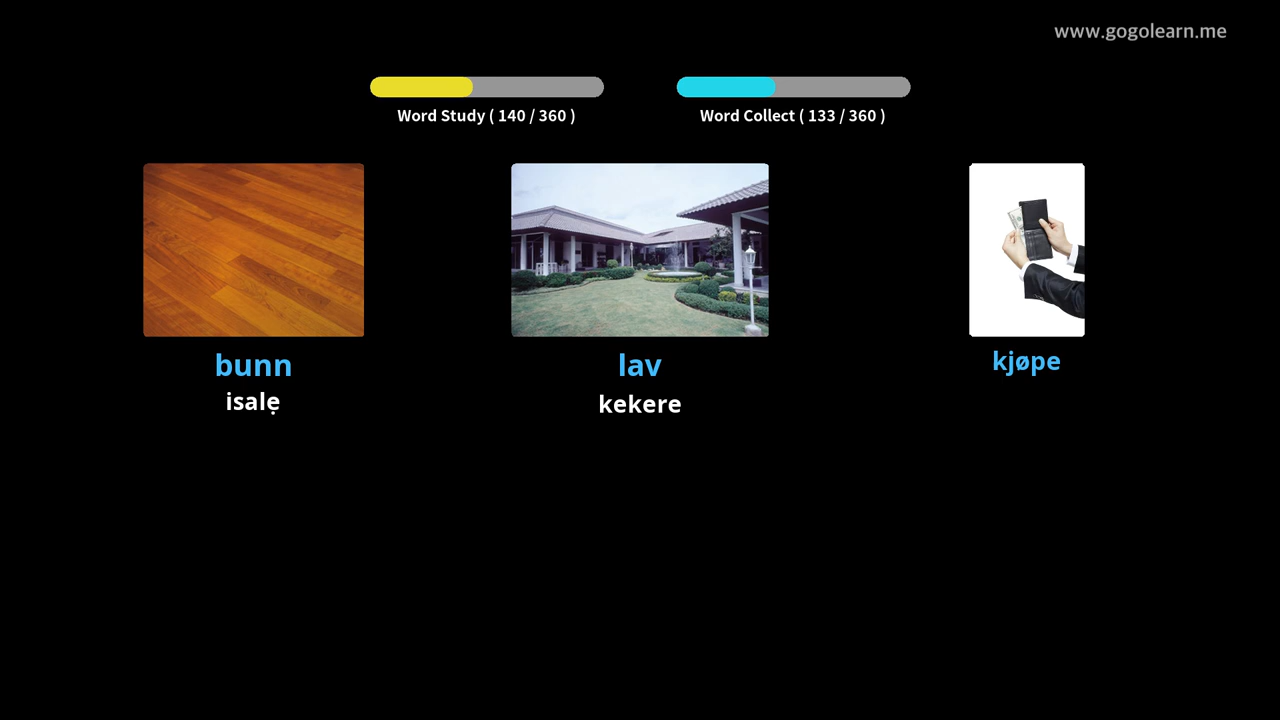 www.gogolearn.me
Word Study ( 140 / 360 )
Word Collect ( 133 / 360 )
bunn
isalẹ
lav
kekere
kjøpe